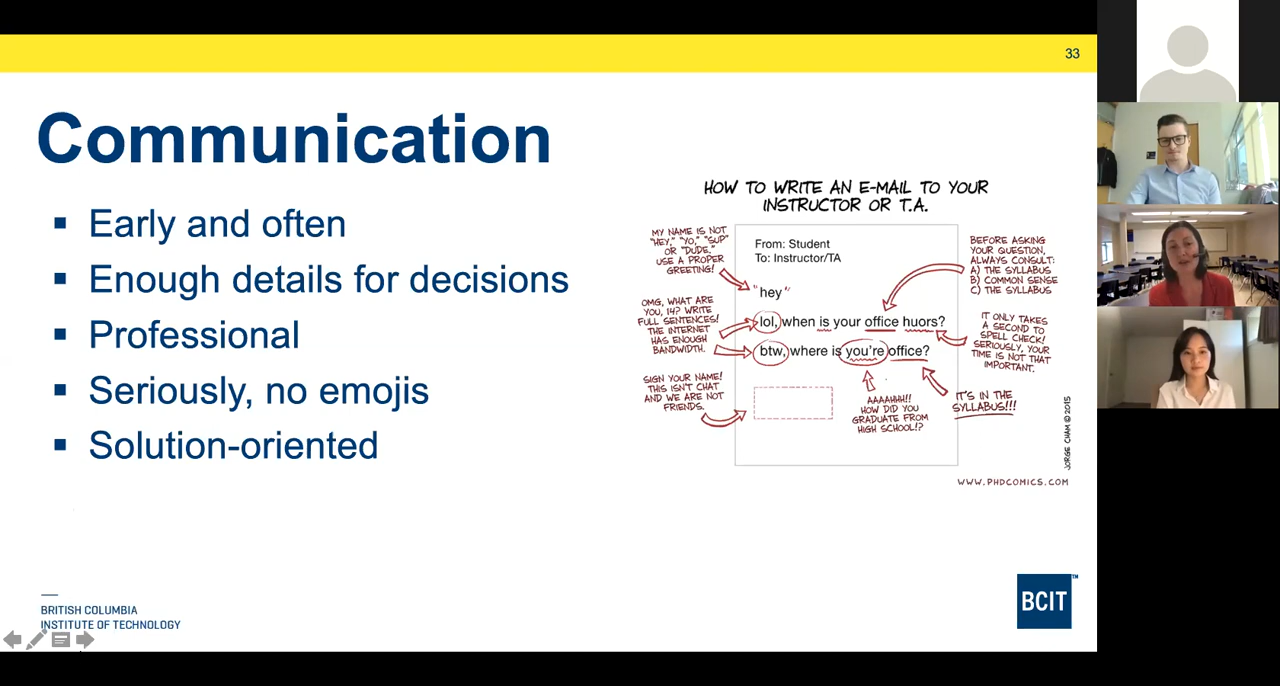 33
Communication
▪ Early and often
▪ Enough details for decisions
▪ Professional
▪ Seriously, no emojis
▪ Solution-oriented
HOW TO WRITE AN E-MAIL TO YOUR
INSTRUCTOR OR T.A.
MY NAME IS NOT
"HEY," "YO," "SUP"
OR "DUDE."
USE A PROPER
GREETING!
OMG, WHAT ARE
YOU, 14? WRITE
FULL SENTENCES!
THE INTERNET
HAS ENOUGH
BANDWIDTH.
SIGN YOUR NAME!
THIS ISN'T CHAT
AND WE ARE NOT
FRIENDS.
From: Student
To: Instructor/TA
"hey"
lol, when is your office huors?
btw, where is you're office?
BEFORE ASKING
YOUR QUESTION,
ALWAYS CONSULT:
A) THE SYLLABUS
B) COMMON SENSE
C) THE SYLLABUS
IT ONLY TAKES
A SECOND TO
SPELL CHECK!
SERIOUSLY, YOUR
TIME IS NOT THAT
IMPORTANT.
AAAAHHH!!
HOW DID YOU
GRADUATE FROM
HIGH SCHOOL!?
IT'S IN THE
SYLLABUS!!!
JORGE CHAM © 2015
WWW.PHDCOMICS.COM
BRITISH COLUMBIA
INSTITUTE OF TECHNOLOGY
BCIT™